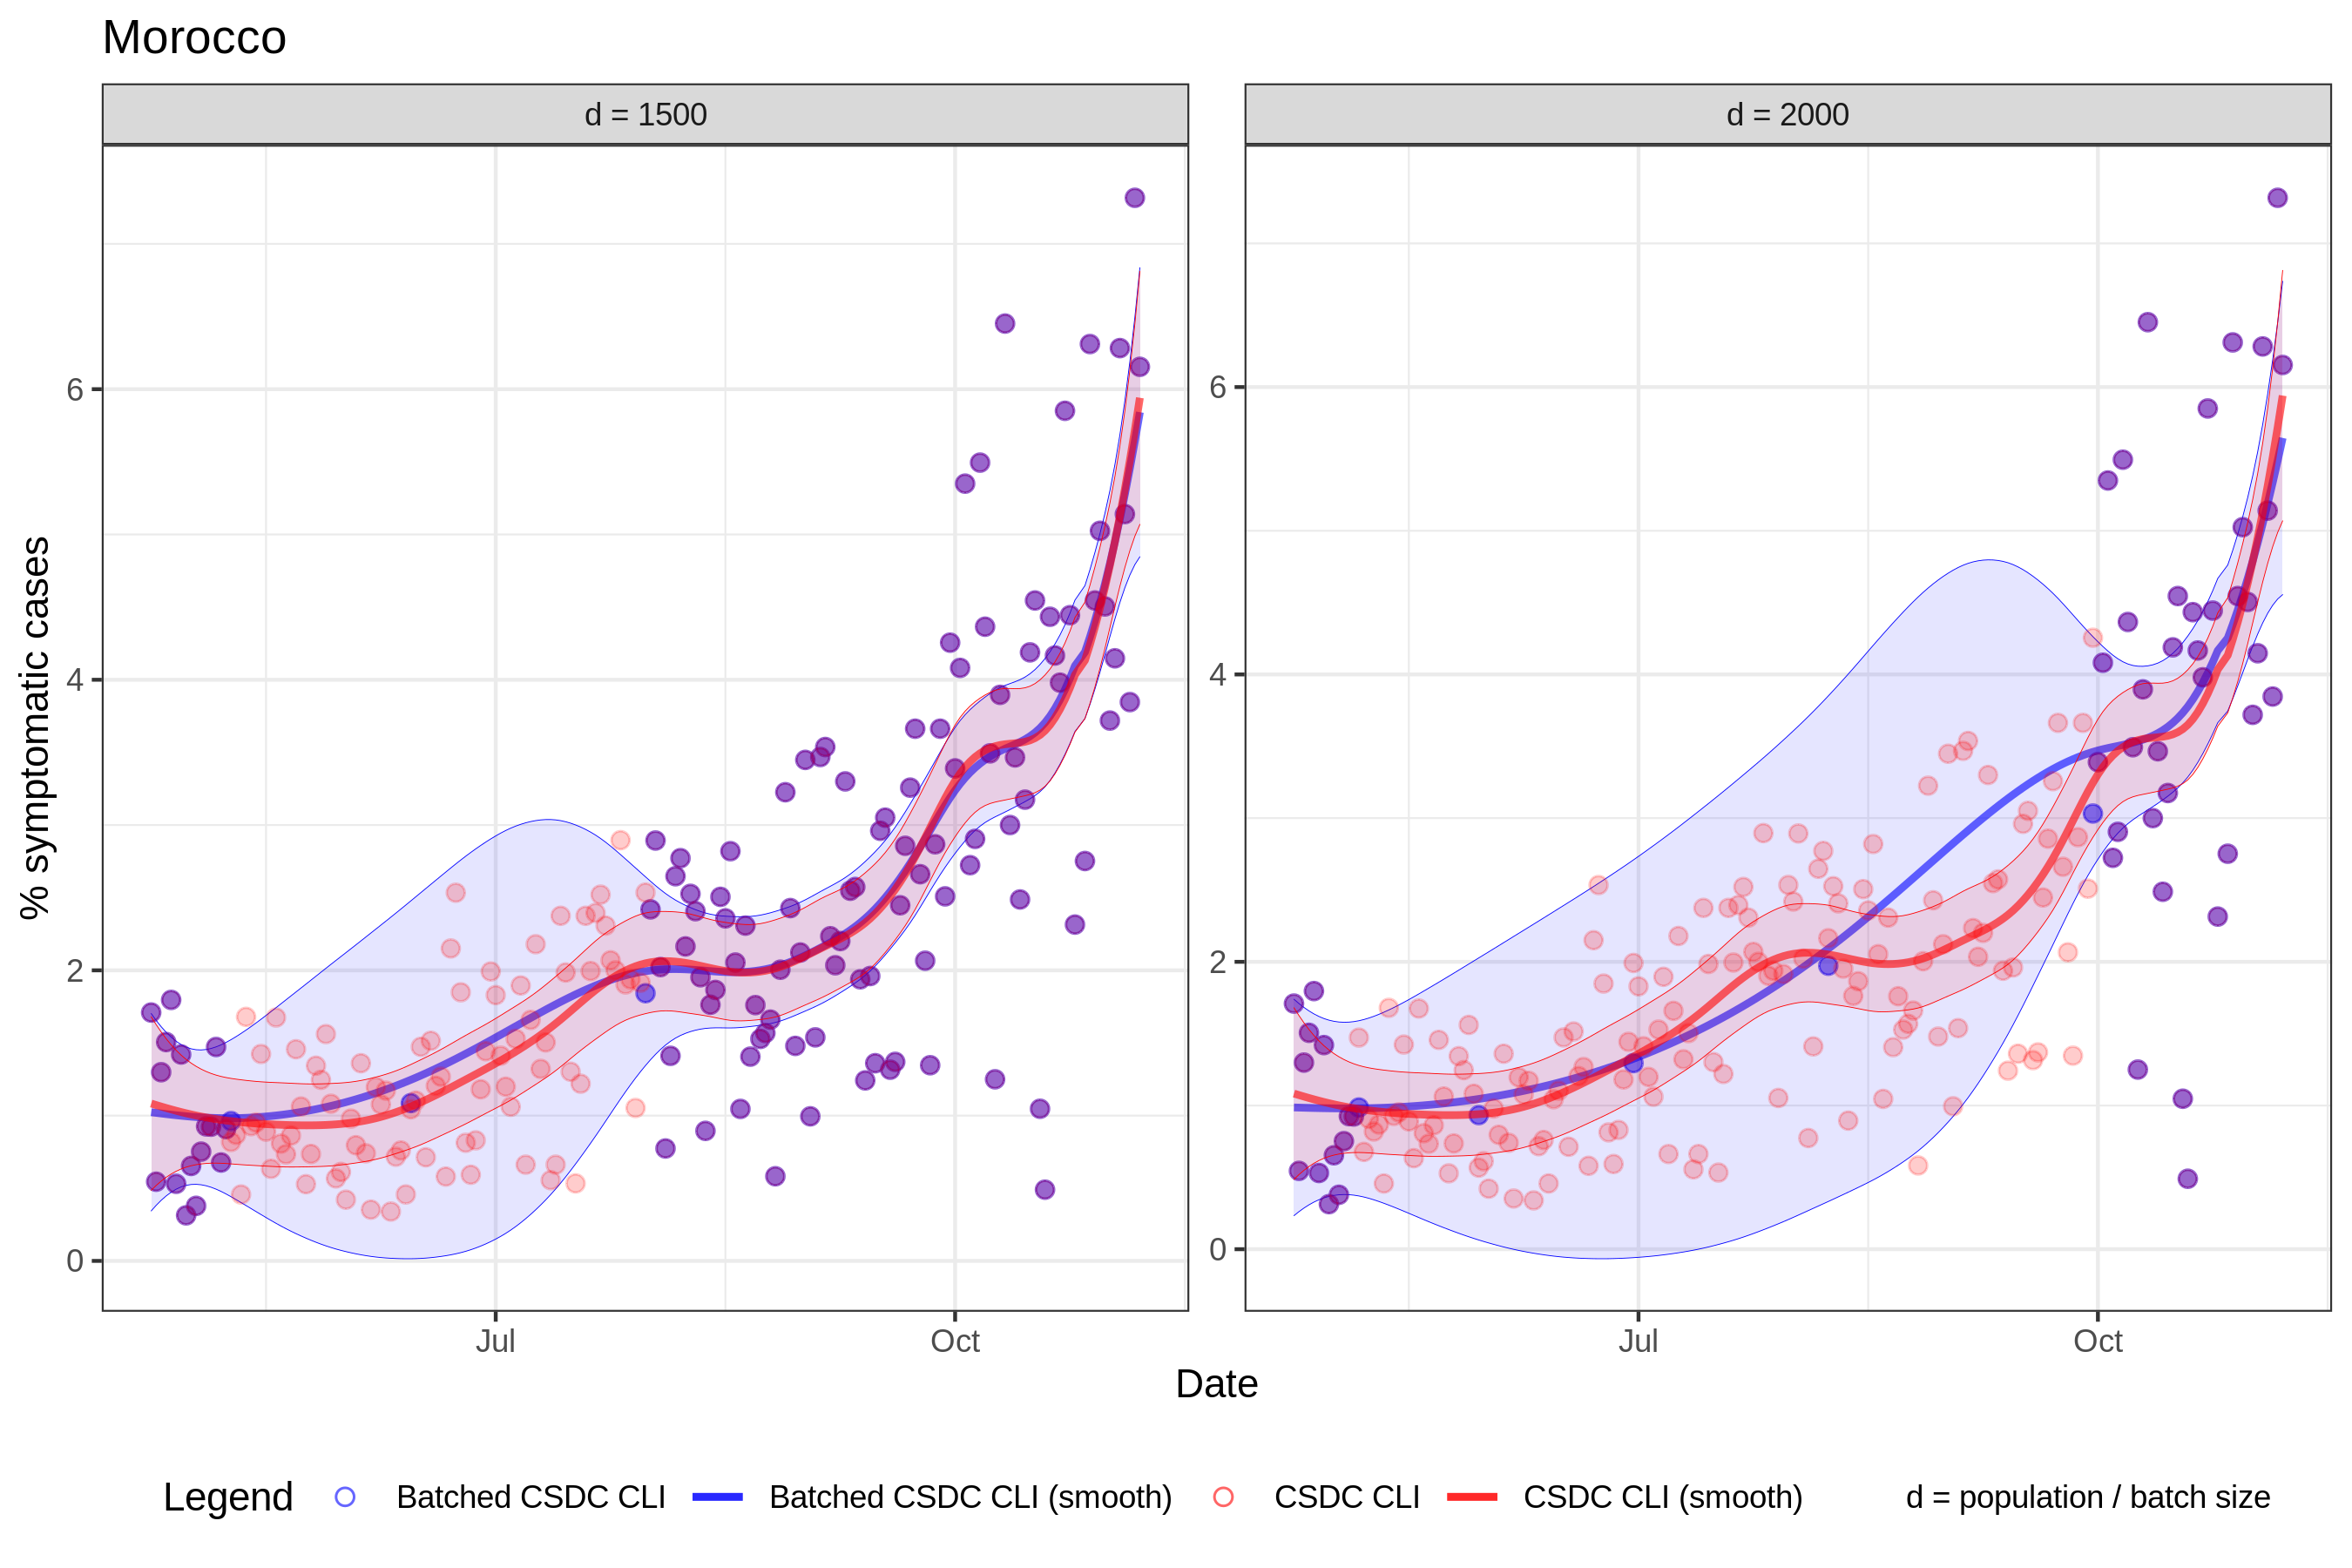 Morocco
d = 1500
d = 2000
% symptomatic cases
6
4
2
0
6
4
2
0
Jul
Oct
Jul
Oct
Date
Legend
Batched CSDC CLI
Batched CSDC CLI (smooth)
CSDC CLI
CSDC CLI (smooth)
d = population / batch size